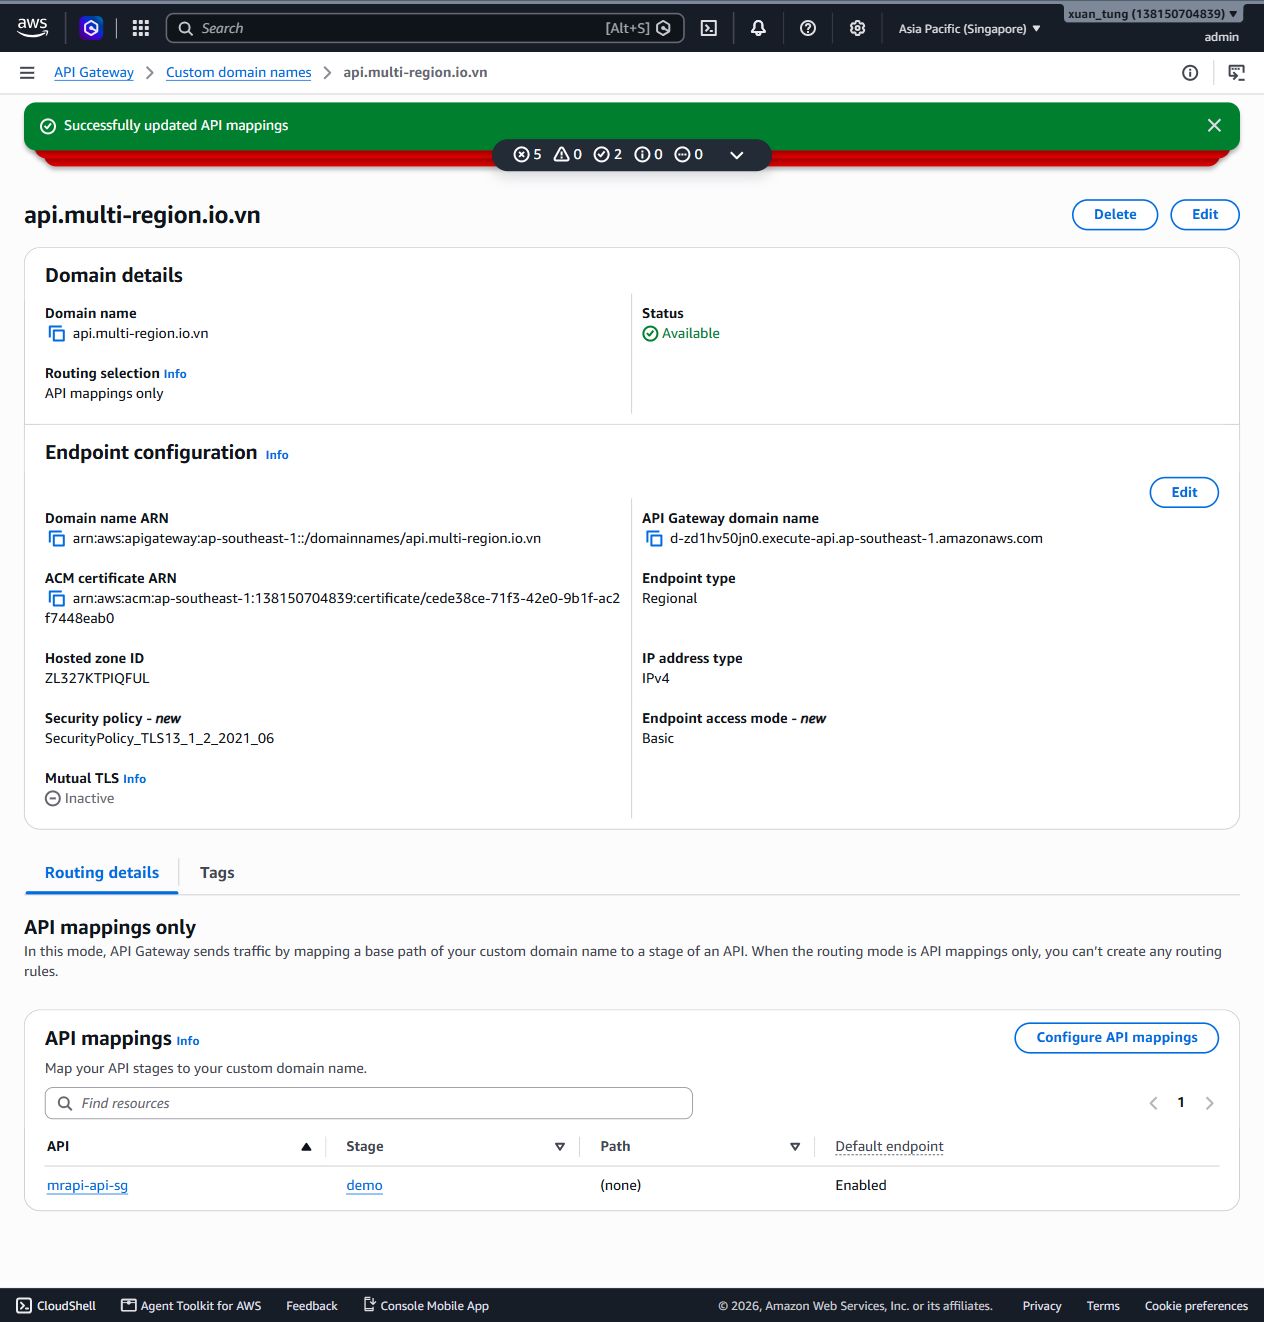 aws
Search
[Alt+S]
Asia Pacific (Singapore)
xuan_tung (138150704839)
admin
API Gateway
Custom domain names
api.multi-region.io.vn
Successfully updated API mappings
5
0
2
0
0
api.multi-region.io.vn
Delete
Edit
Domain details
Domain name
api.multi-region.io.vn
Status
Available
Routing selection Info
API mappings only
Endpoint configuration Info
Edit
Domain name ARN
arn:aws:apigateway:ap-southeast-1::/domainnames/api.multi-region.io.vn
API Gateway domain name
d-zd1hv50jn0.execute-api.ap-southeast-1.amazonaws.com
ACM certificate ARN
arn:aws:acm:ap-southeast-1:138150704839:certificate/cede38ce-71f3-42e0-9b1f-ac2
f7448eab0
Endpoint type
Regional
Hosted zone ID
ZL327KTPIQFUL
IP address type
IPv4
Security policy - new
SecurityPolicy_TLS13_1_2_2021_06
Endpoint access mode - new
Basic
Mutual TLS Info
Inactive
Routing details
Tags
API mappings only
In this mode, API Gateway sends traffic by mapping a base path of your custom domain name to a stage of an API. When the routing mode is API mappings only, you can't create any routing
rules.
API mappings Info
Configure API mappings
Map your API stages to your custom domain name.
Find resources
1
API
Stage
Path
Default endpoint
mrapi-api-sg
demo
(none)
Enabled
CloudShell
Agent Toolkit for AWS
Feedback
Console Mobile App
© 2026, Amazon Web Services, Inc. or its affiliates.
Privacy
Terms
Cookie preferences